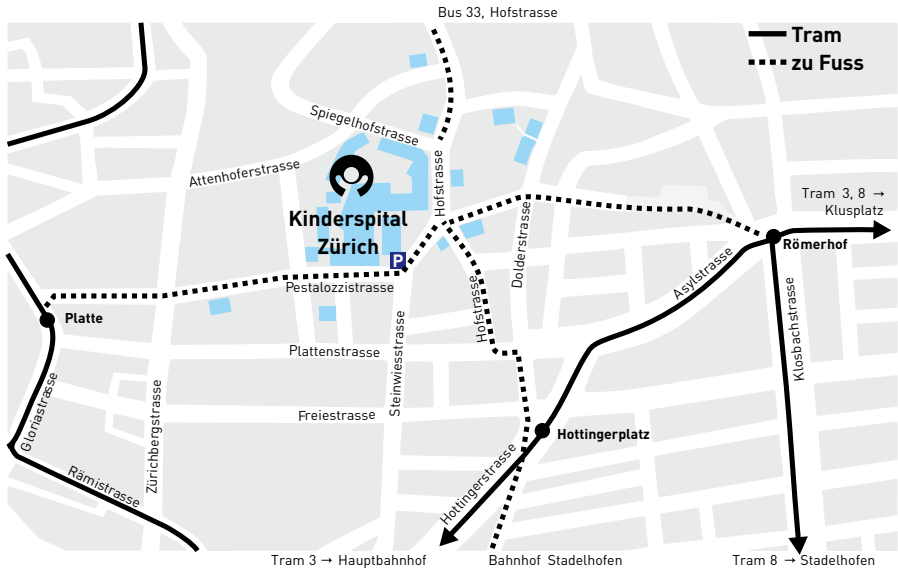 Bus 33, Hofstrasse
Tram
zu Fuss
Spiegelhofstrasse
Attenhoferstrasse
Hofstrasse
Tram 3, 8 →
Klusplatz
Kinderspital
Zürich
Dolderstrasse
Römerhof
P
Asylstrasse
Pestalozzistrasse
Hofstrasse
Klosbachstrasse
Platte
Plattenstrasse
Steinwiesstrasse
Gloriastrasse
Zürichbergstrasse
Freiestrasse
Hottingerplatz
Hottingerstrasse
Rämistrasse
Tram 3 → Hauptbahnhof
Bahnhof Stadelhofen
Tram 8 → Stadelhofen